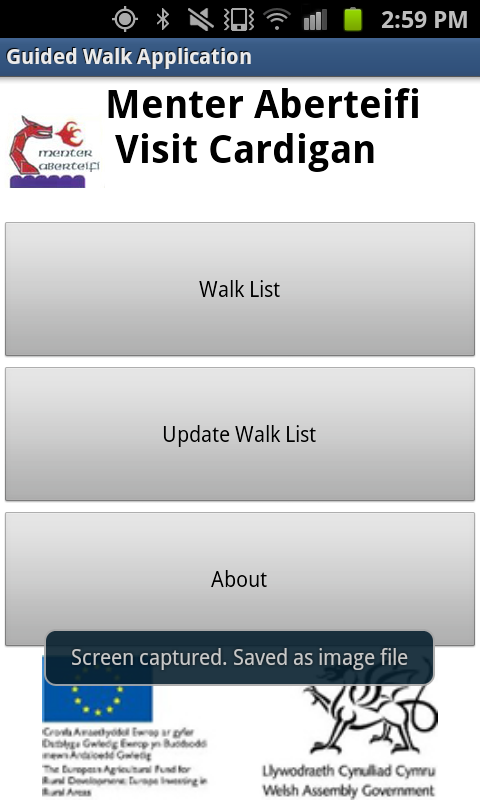 2:59 PM
Guided Walk Application
Menter Aberteifi
Visit Cardigan
menter
aberteifi
Walk List
Update Walk List
About
Screen captured. Saved as image file
Cronfa Amaethyddol Ewrop ar gyfer
Datblygu Gwledig: Ewrop yn Buddsoddi
mewn Ardaloedd Gwledig
The European Agricultural Fund for
Rural Development: Europe Investing in
Rural Areas
Llywodraeth Cynulliad Cymru
Welsh Assembly Government